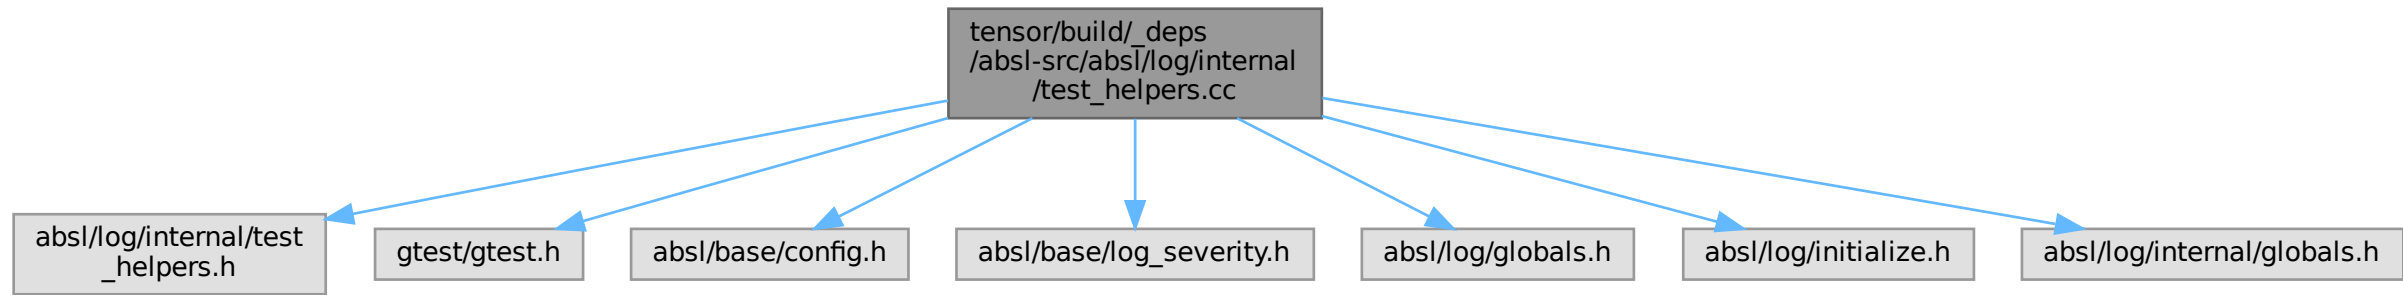 tensor/build/_deps
/absl-src/absl/log/internal
/test_helpers.cc
absl/log/internal/test
_helpers.h
gtest/gtest.h
absl/base/config.h
absl/base/log_severity.h
absl/log/globals.h
absl/log/initialize.h
absl/log/internal/globals.h